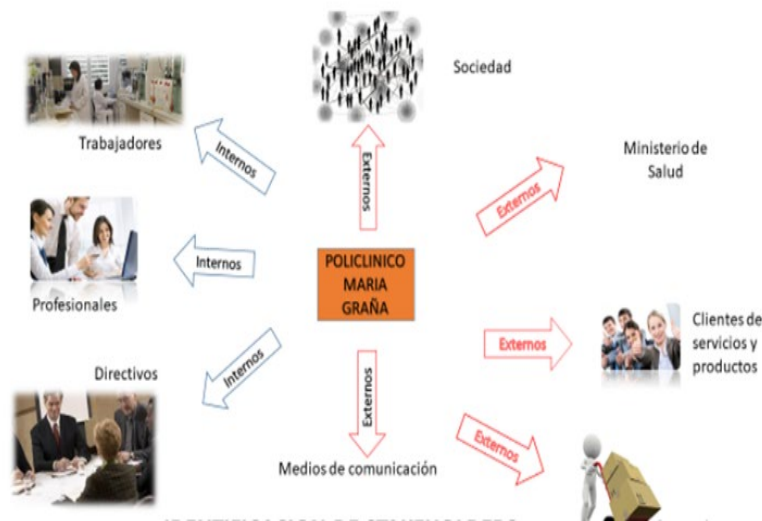 Sociedad
Trabajadores
Internos
Externos
Ministerio de
Salud
Externos
Profesionales
Internos
POLICLINICO
MARIA
GRAÑA
Externos
Clientes de
servicios y
productos
Directivos
Internos
Externos
Externos
Medios de comunicación